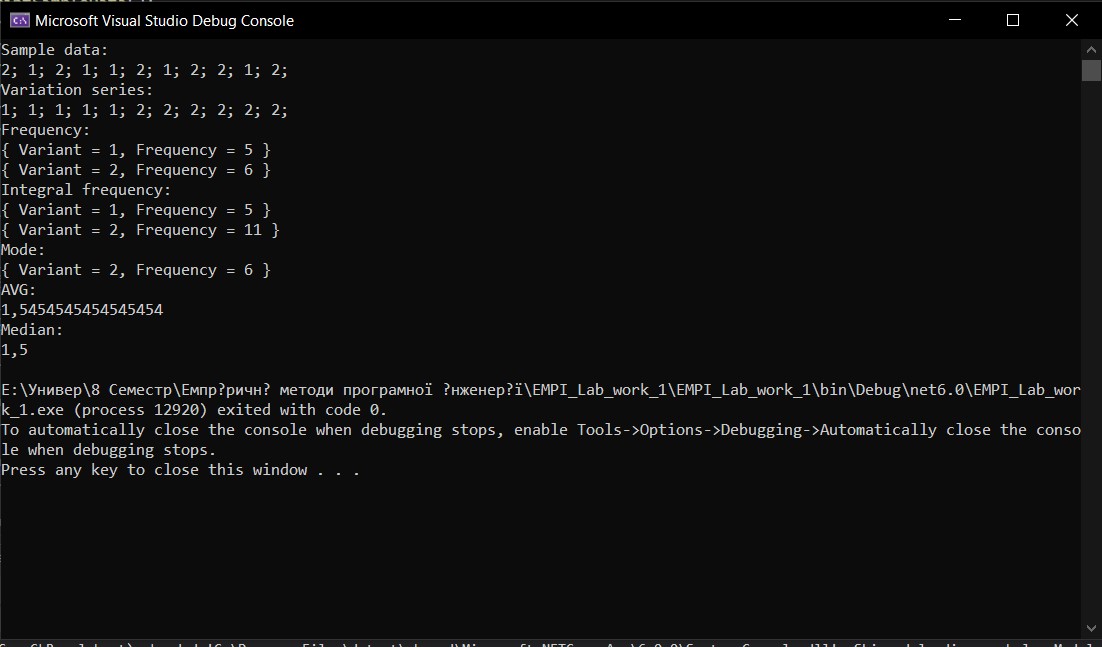 Microsoft Visual Studio Debug Console
Sample data:
2; 1; 2; 1; 1; 2; 1; 2; 2; 1; 2;
Variation series:
1; 1; 1; 1; 1; 2; 2; 2; 2; 2; 2;
Frequency:
{ Variant = 1, Frequency = 5 }
{ Variant = 2, Frequency = 6 }
Integral frequency:
{ Variant = 1, Frequency = 5 }
{ Variant = 2, Frequency = 11 }
Mode:
{ Variant = 2, Frequency = 6 }
AVG:
1,5454545454545454
Median:
1,5
E:\Универ\8 Семестр\Емпр?ричн? методи програмної ?нженер?ї\EMPI_Lab_work_1\EMPI_Lab_work_1\bin\Debug\net6.0\EMPI_Lab_wor
k_1.exe (process 12920) exited with code 0.
To automatically close the console when debugging stops, enable Tools->Options->Debugging->Automatically close the conso
le when debugging stops.
Press any key to close this window . . .